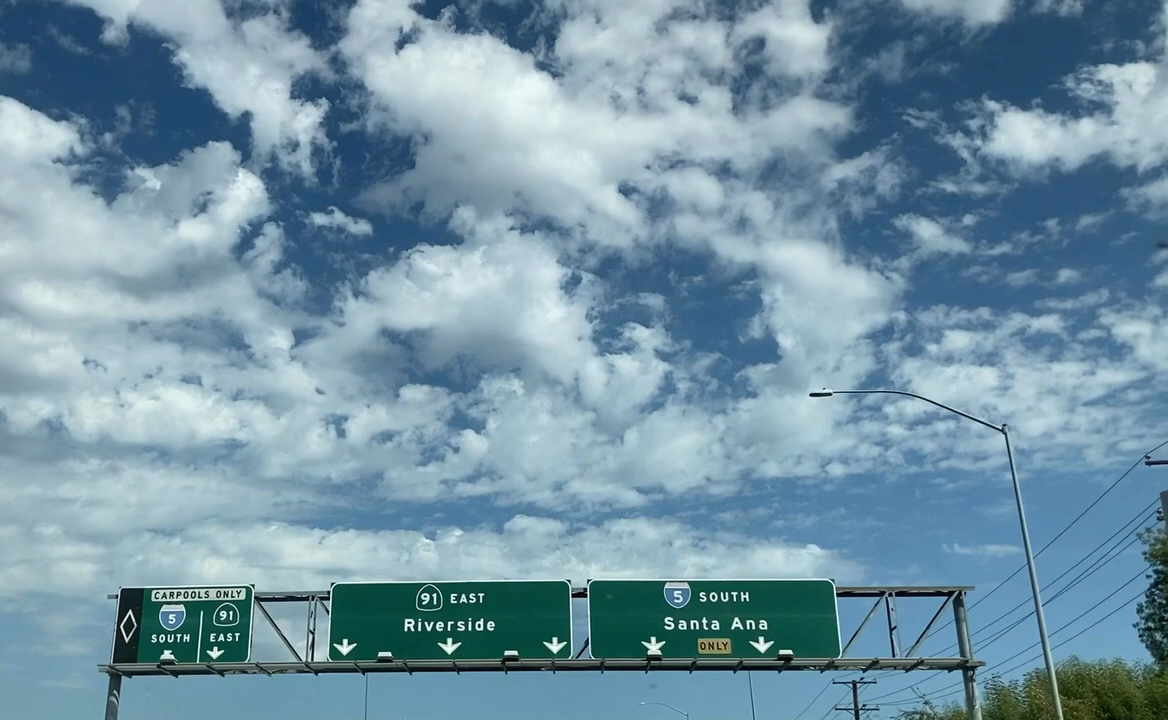 CARPOOLS ONLY
5 91
SOUTH EAST
91 EAST
Riverside
5 SOUTH
Santa Ana
ONLY